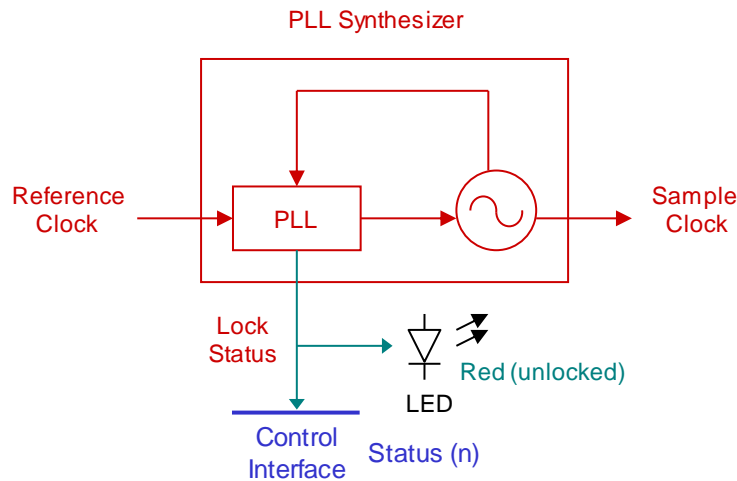 PLL Synthesizer
Reference
Clock
PLL
Sample
Clock
Lock
Status
Red (unlocked)
LED
Control
Interface
Status (n)